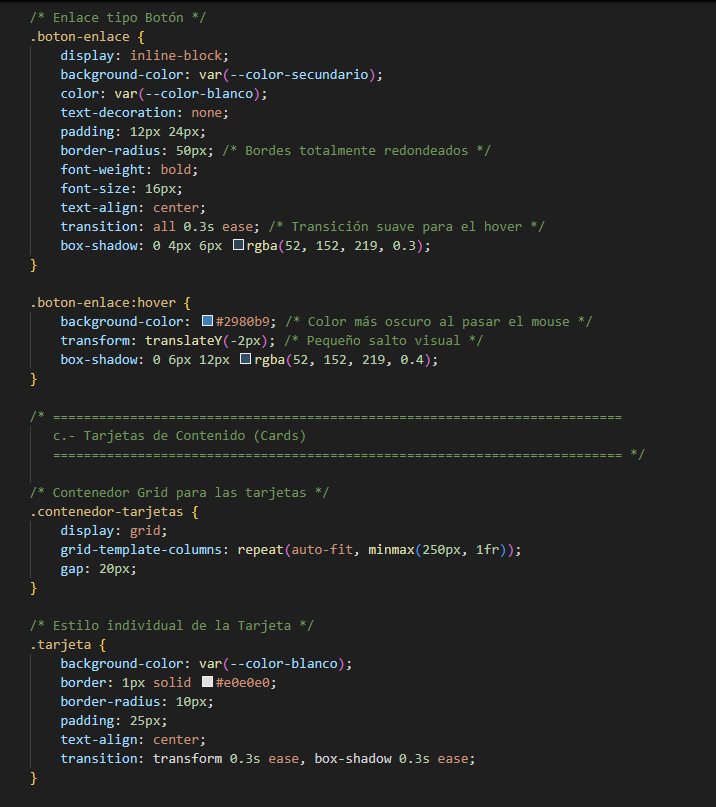 /* Enlace tipo Botón */
.boton-enlace {
    display: inline-block;
    background-color: var(--color-secundario);
    color: var(--color-blanco);
    text-decoration: none;
    padding: 12px 24px;
    border-radius: 50px; /* Bordes totalmente redondeados */
    font-weight: bold;
    font-size: 16px;
    text-align: center;
    transition: all 0.3s ease; /* Transición suave para el hover */
    box-shadow: 0 4px 6px rgba(52, 152, 219, 0.3);
}

.boton-enlace:hover {
    background-color: #2980b9; /* Color más oscuro al pasar el mouse */
    transform: translateY(-2px); /* Pequeño salto visual */
    box-shadow: 0 6px 12px rgba(52, 152, 219, 0.4);
}

/* ==========================================================================
   c.- Tarjetas de Contenido (Cards)
   ========================================================================== */

/* Contenedor Grid para las tarjetas */
.contenedor-tarjetas {
    display: grid;
    grid-template-columns: repeat(auto-fit, minmax(250px, 1fr));
    gap: 20px;
}

/* Estilo individual de la Tarjeta */
.tarjeta {
    background-color: var(--color-blanco);
    border: 1px solid #e0e0e0;
    border-radius: 10px;
    padding: 25px;
    text-align: center;
    transition: transform 0.3s ease, box-shadow 0.3s ease;
}